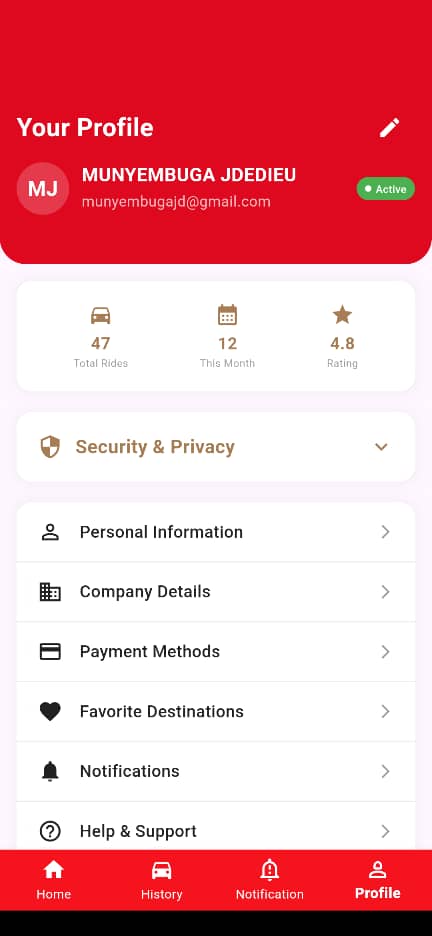 Your Profile
MJ
MUNYEMBUGA JDEDIEU
munyembugajd@gmail.com
Active
47
Total Rides
12
This Month
4.8
Rating
Security & Privacy
Personal Information
Company Details
Payment Methods
Favorite Destinations
Notifications
Help & Support
Home
History
Notification
Profile